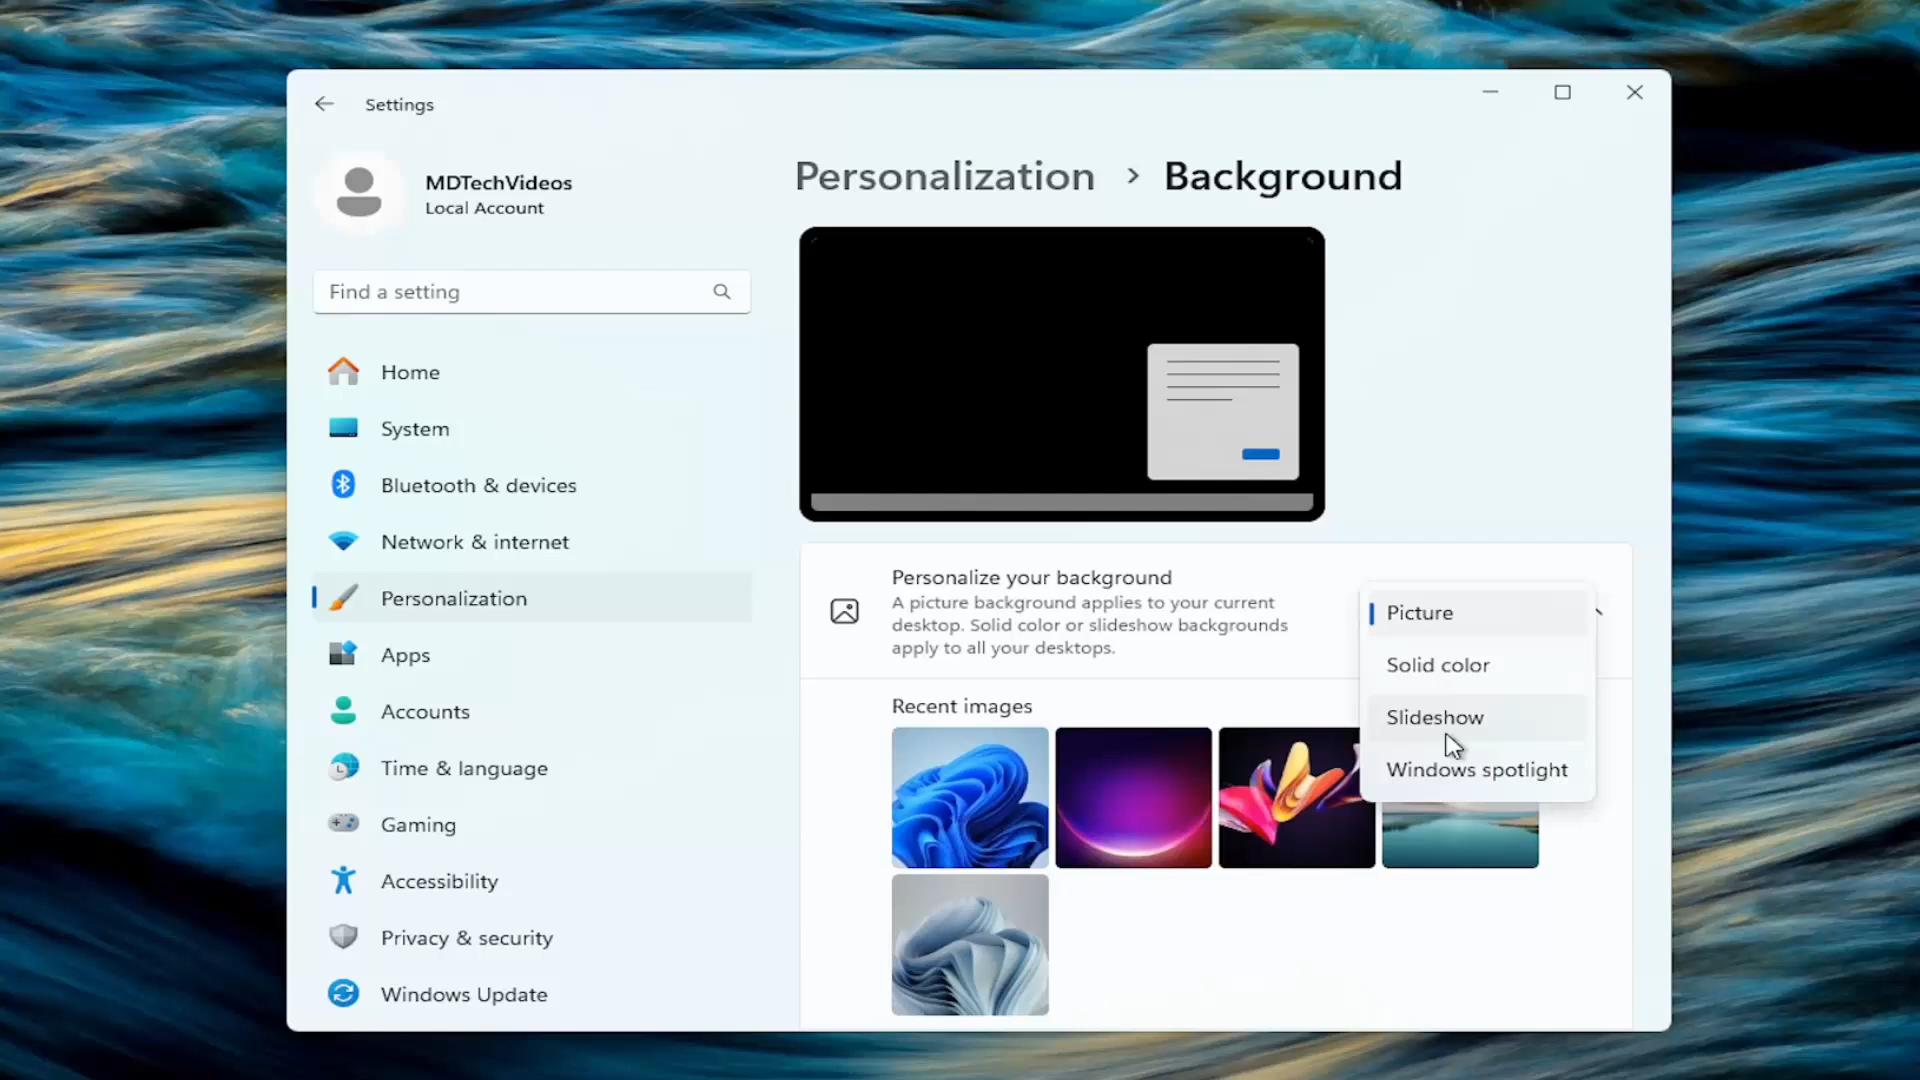 Settings
MDTechVideos
Local Account
Find a setting
Home
System
Bluetooth & devices
Network & internet
Personalization
Apps
Accounts
Time & language
Gaming
Accessibility
Privacy & security
Windows Update
Personalization > Background
Personalize your background
A picture background applies to your current
desktop. Solid color or slideshow backgrounds
apply to all your desktops.
Picture
Solid color
Slideshow
Windows spotlight
Recent images